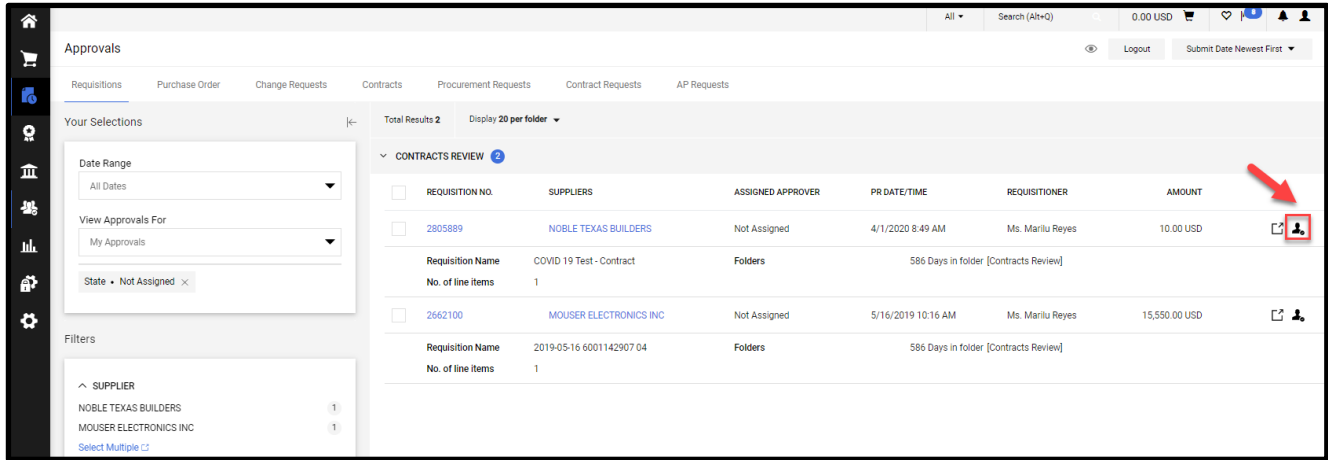 All Search (Alt+Q) 0.00 USD 8
Approvals Logout Submit Date Newest First
Requisitions Purchase Order Change Requests Contracts Procurement Requests Contract Requests AP Requests
Your Selections Total Results 2 Display 20 per folder
CONTRACTS REVIEW 2
Date Range
All Dates
REQUISITION NO. SUPPLIERS ASSIGNED APPROVER PR DATE/TIME REQUISITIONER AMOUNT
View Approvals For
2805889 NOBLE TEXAS BUILDERS Not Assigned 4/1/2020 8:49 AM Ms. Marilu Reyes 10.00 USD
My Approvals
Requisition Name COVID 19 Test - Contract Folders 586 Days in folder [Contracts Review]
State • Not Assigned ×
No. of line items 1
2662100 MOUSER ELECTRONICS INC Not Assigned 5/16/2019 10:16 AM Ms. Marilu Reyes 15,550.00 USD
Filters
Requisition Name 2019-05-16 6001142907 04 Folders 586 Days in folder [Contracts Review]
No. of line items 1
SUPPLIER
NOBLE TEXAS BUILDERS 1
MOUSER ELECTRONICS INC 1
Select Multiple